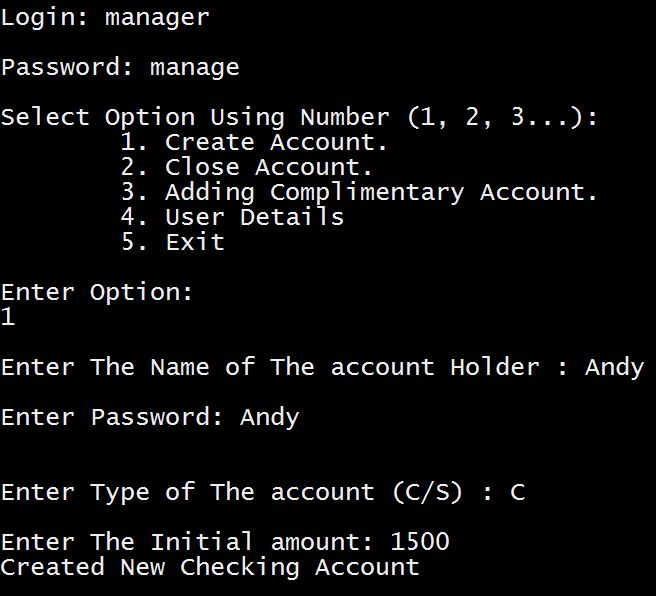 Login: manager
Password: manage
Select Option Using Number (1, 2, 3...):
1. Create Account.
2. Close Account.
3. Adding Complimentary Account.
4. User Details
5. Exit
Enter Option:
1
Enter The Name of The account Holder : Andy
Enter Password: Andy
Enter Type of The account (C/S) : C
Enter The Initial amount: 1500
Created New Checking Account